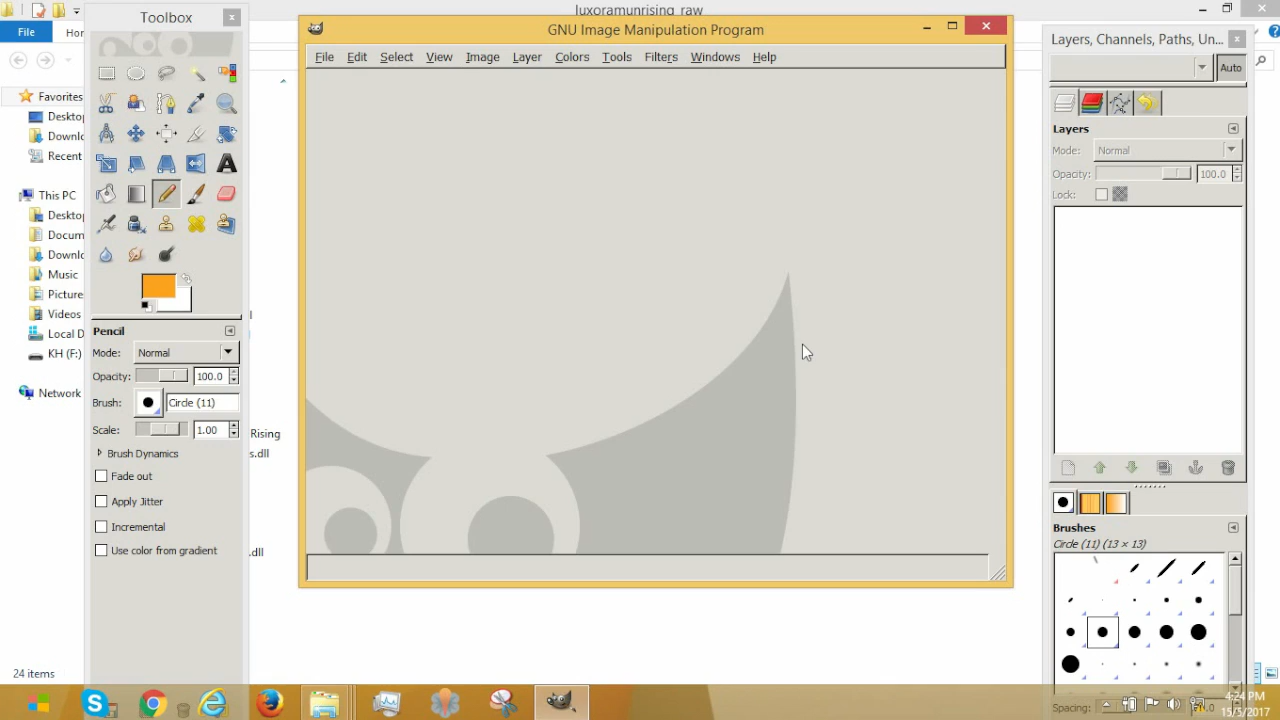 luxoramunrising_raw
Toolbox
File
Hor
Favorites
Desktop
Downlo
Recent
This PC
Desktop
Docum
Downlo
Music
Picture
Videos
Local D
KH (F:)
Network
24 items
Pencil
Mode: Normal
Opacity: 100.0
Brush: Circle (11)
Scale: 1.00
Brush Dynamics
Fade out
Apply Jitter
Incremental
Use color from gradient
Rising
s.dll
.dll
GNU Image Manipulation Program
File Edit Select View Image Layer Colors Tools Filters Windows Help
Layers, Channels, Paths, Un...
Auto
Layers
Mode: Normal
Opacity: 100.0
Lock:
Brushes
Circle (11) (13 × 13)
Spacing:
4:24 PM
15/5/2017